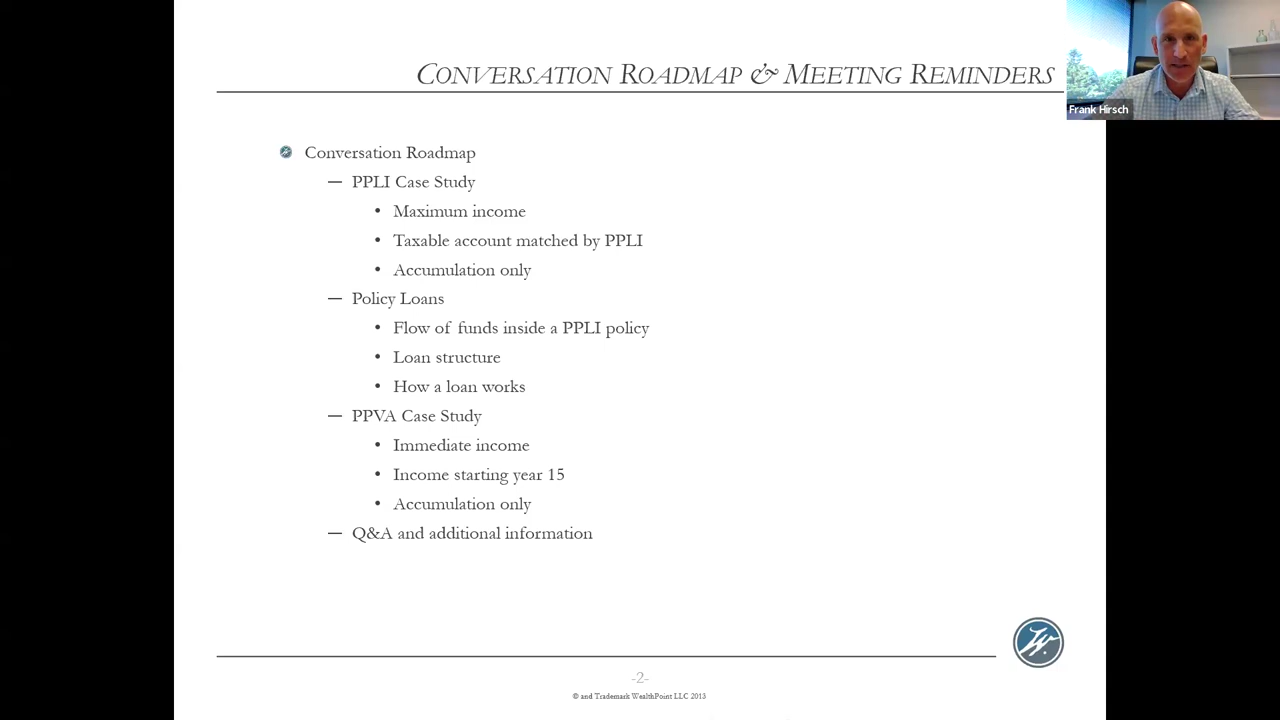 CONVERSATION ROADMAP & MEETING REMINDERS
Frank Hirsch
Conversation Roadmap
— PPLI Case Study
• Maximum income
• Taxable account matched by PPLI
• Accumulation only
— Policy Loans
• Flow of funds inside a PPLI policy
• Loan structure
• How a loan works
— PPVA Case Study
• Immediate income
• Income starting year 15
• Accumulation only
— Q&A and additional information
W.
-2-
© and Trademark WealthPoint LLC 2013